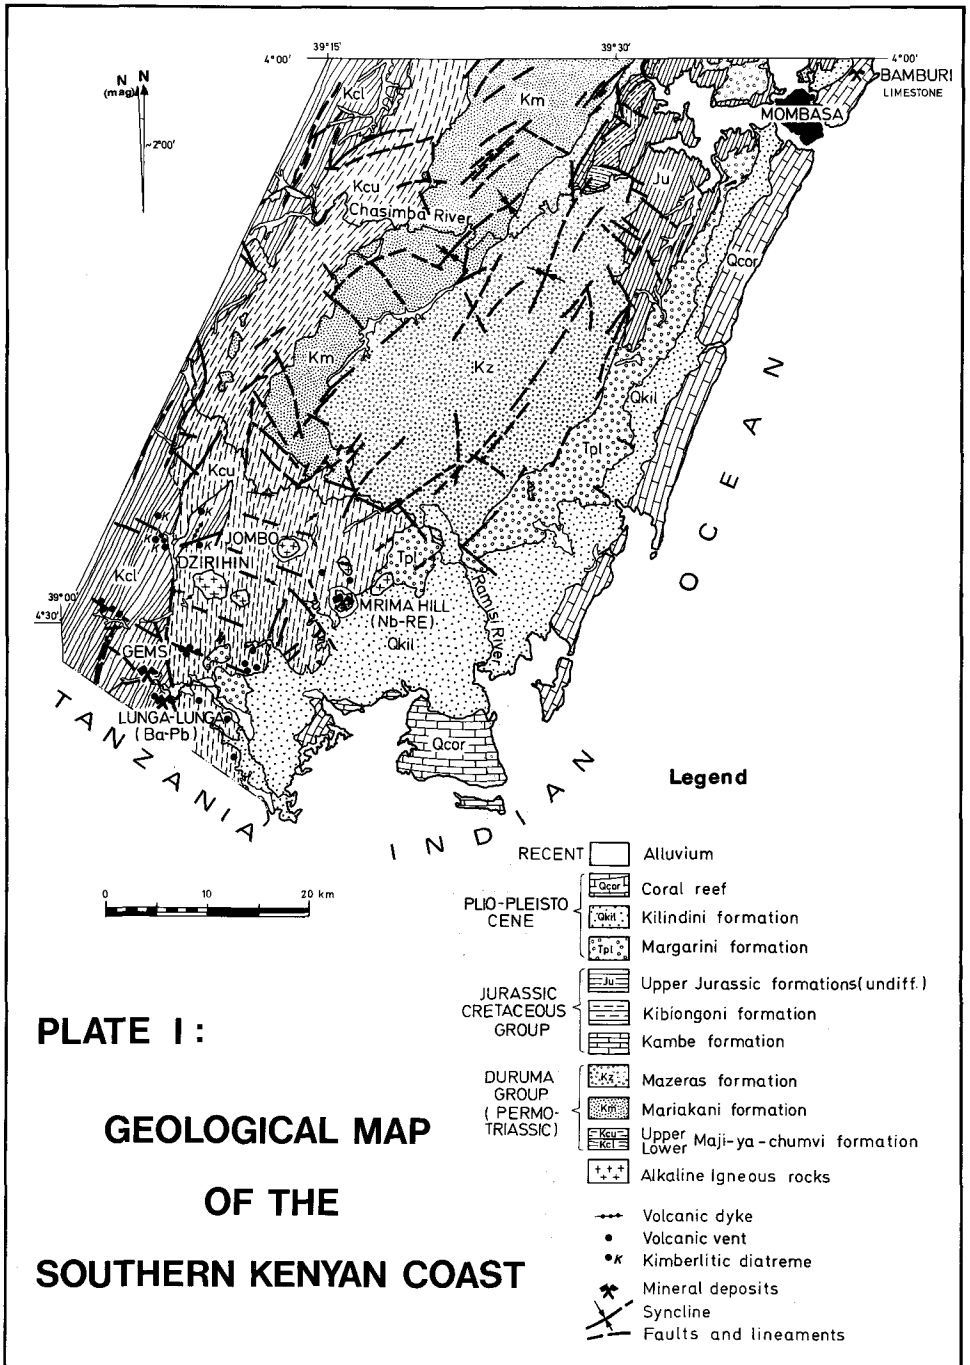 39°15'
39°30'
4°00'
4°00'
N
(mag)
N
~2°00'
BAMBURI
LIMESTONE
MOMBASA
Kcl
Km
Ju
Kcu
Chasimba River
Qcor
Km
Kz
Qkil
Tpl
Kcu
K
K
K
K
K
JOMBO
DZIRIHINI
Tpl
Kcl
39°00'
4°30'
MRIMA HILL
(Nb-RE)
Ramisi River
Qkil
GEMS
LUNGA-LUNGA
(Ba-Pb)
Qcor
TANZANIA
INDIAN
OCEAN
0 10 20 km
Legend
RECENT Alluvium
PLIO-PLEISTO
CENE
Qcor Coral reef
Qkil Kilindini formation
Tpl Margarini formation
JURASSIC
CRETACEOUS
GROUP
Ju Upper Jurassic formations(undiff.)
Kibiongoni formation
Kambe formation
DURUMA
GROUP
(PERMO-
TRIASSIC)
Kz Mazeras formation
Km Mariakani formation
Kcu Upper
Kcl Lower
Maji-ya-chumvi formation
Alkaline Igneous rocks
Volcanic dyke
Volcanic vent
K Kimberlitic diatreme
Mineral deposits
Syncline
Faults and lineaments
PLATE I:
GEOLOGICAL MAP
OF THE
SOUTHERN KENYAN COAST